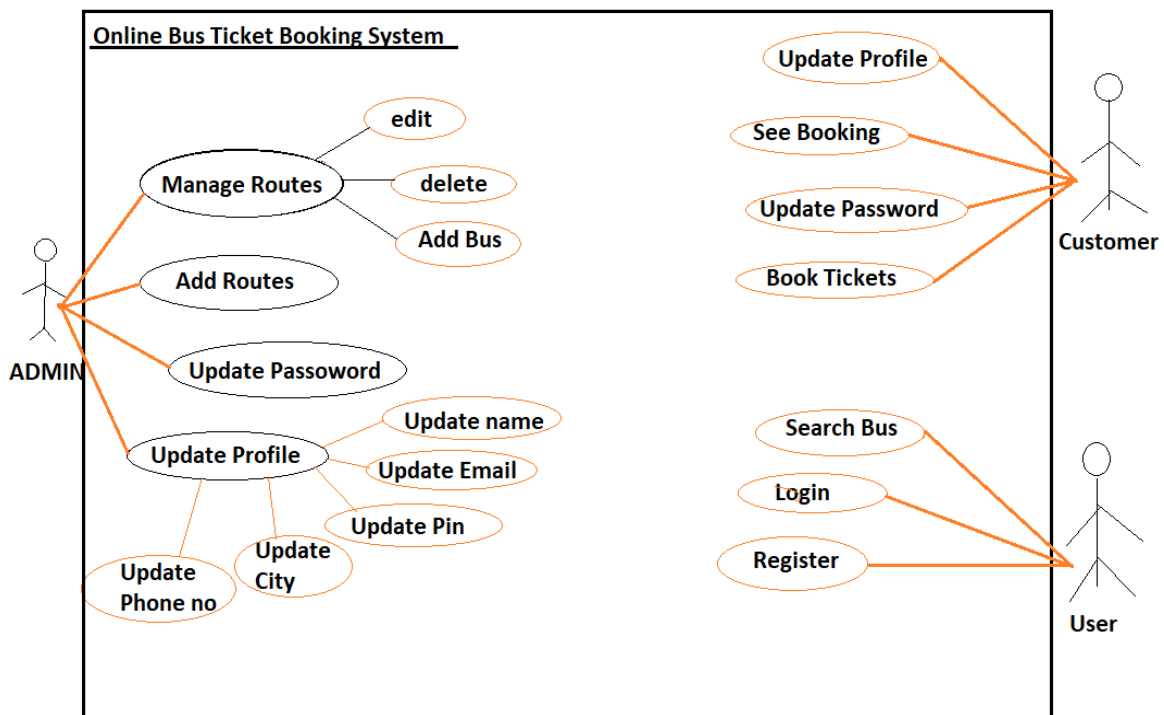 Online Bus Ticket Booking System
edit
Manage Routes
delete
Add Bus
Add Routes
ADMIN
Update Passoword
Update Profile
Update name
Update Email
Update Pin
Update
City
Update
Phone no
Update Profile
See Booking
Update Password
Book Tickets
Customer
Search Bus
Login
Register
User